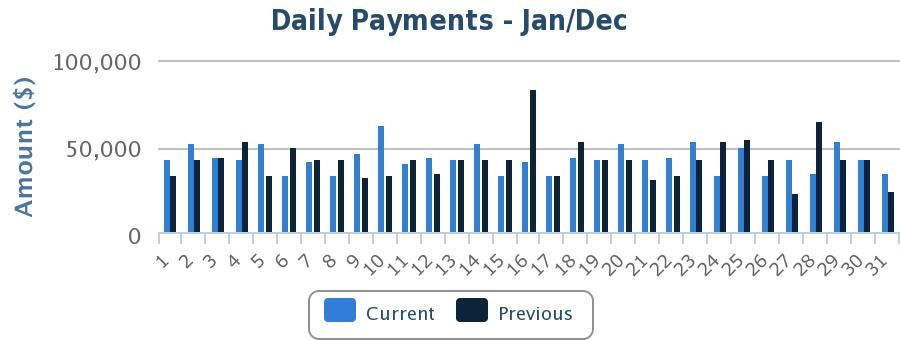 Daily Payments - Jan/Dec
Amount ($)
100,000
50,000
0
1 2 3 4 5 6 7 8 9 10 11 12 13 14 15 16 17 18 19 20 21 22 23 24 25 26 27 28 29 30 31
Current Previous